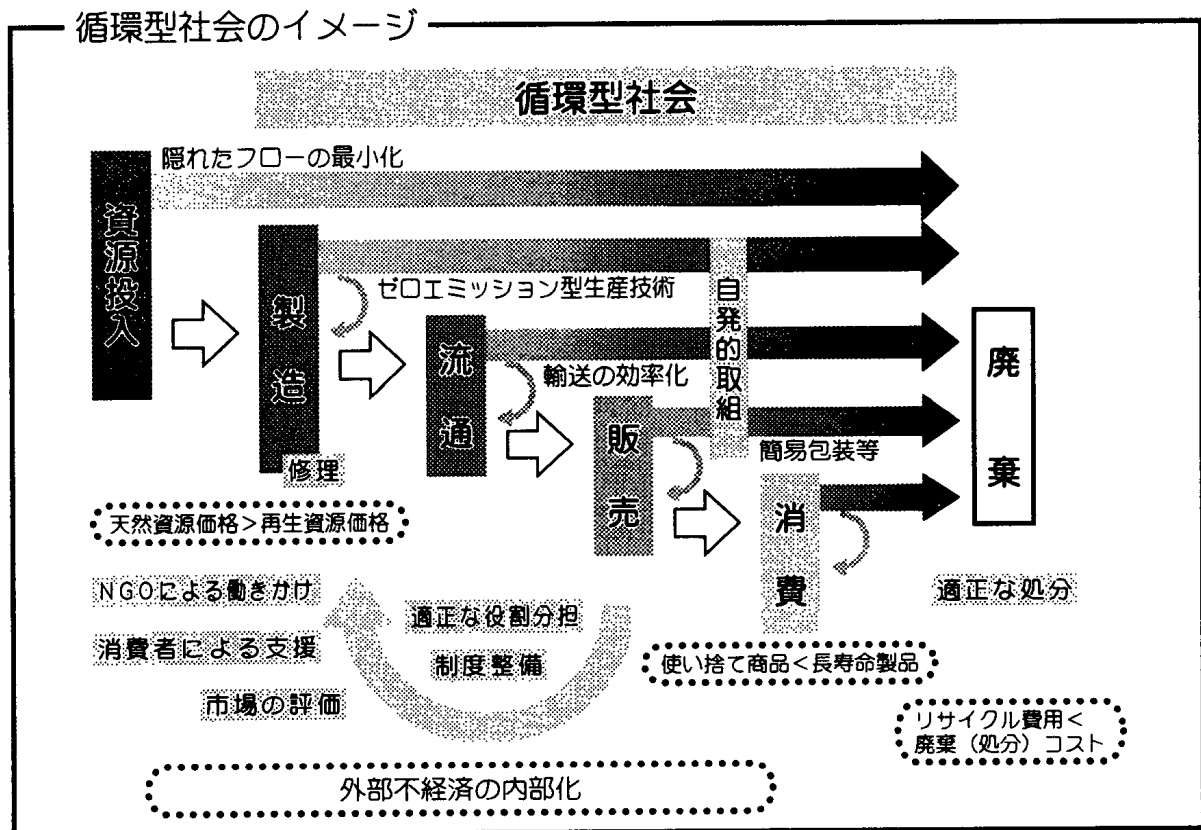 循環型社会のイメージ
循環型社会
隠れたフローの最小化
資源投入
製造
ゼロエミッション型生産技術
自発的取組
流通
輸送の効率化
廃棄
販売
簡易包装等
修理
消費
天然資源価格>再生資源価格
NGOによる働きかけ
適正な役割分担
適正な処分
消費者による支援
制度整備
使い捨て商品<長寿命製品
市場の評価
リサイクル費用<
廃棄(処分)コスト
外部不経済の内部化